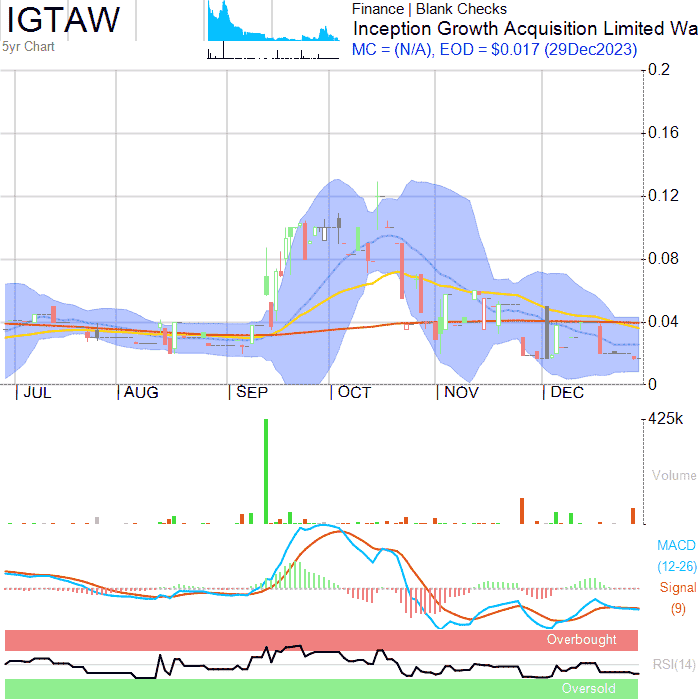 IGTAW
5yr Chart
Finance | Blank Checks
Inception Growth Acquisition Limited Wa
MC = (N/A), EOD = $0.017 (29Dec2023)
0.2
0.16
0.12
0.08
0.04
0
JUL AUG SEP OCT NOV DEC
425k
Volume
MACD
(12-26)
Signal
(9)
Overbought
RSI(14)
Oversold